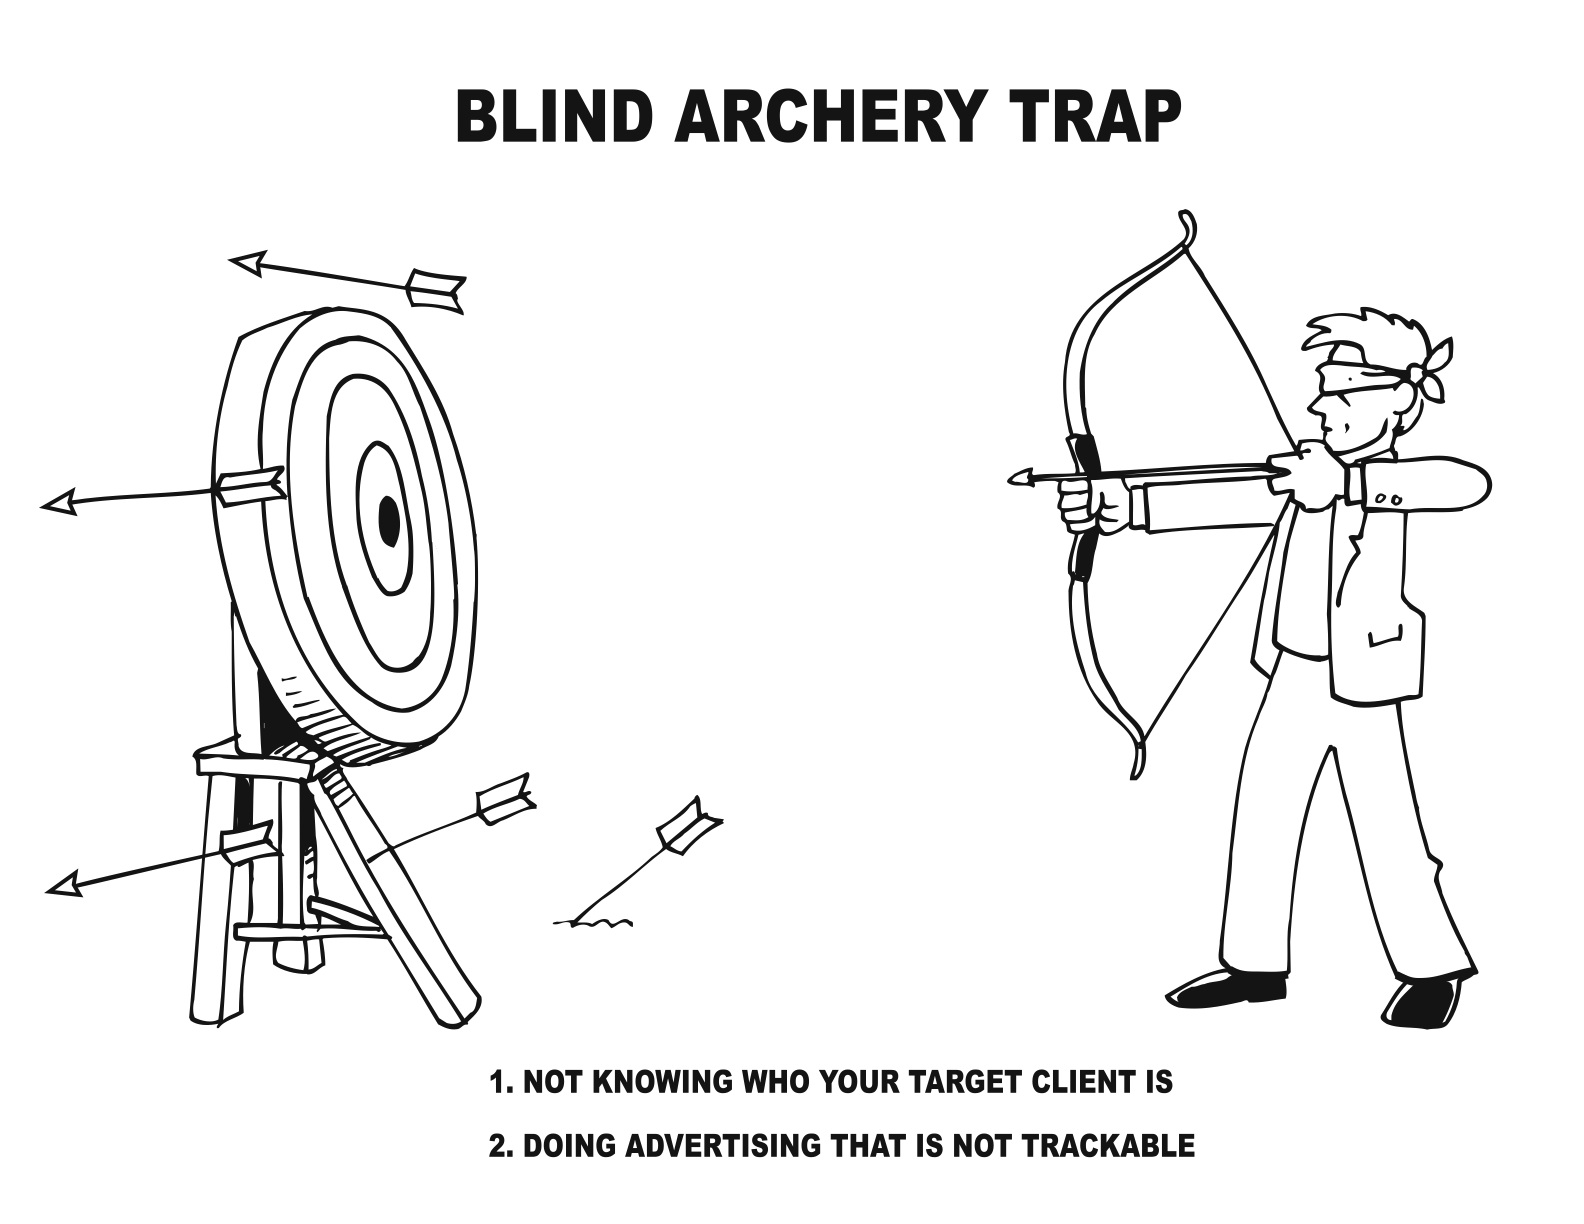 BLIND ARCHERY TRAP
1. NOT KNOWING WHO YOUR TARGET CLIENT IS
2. DOING ADVERTISING THAT IS NOT TRACKABLE